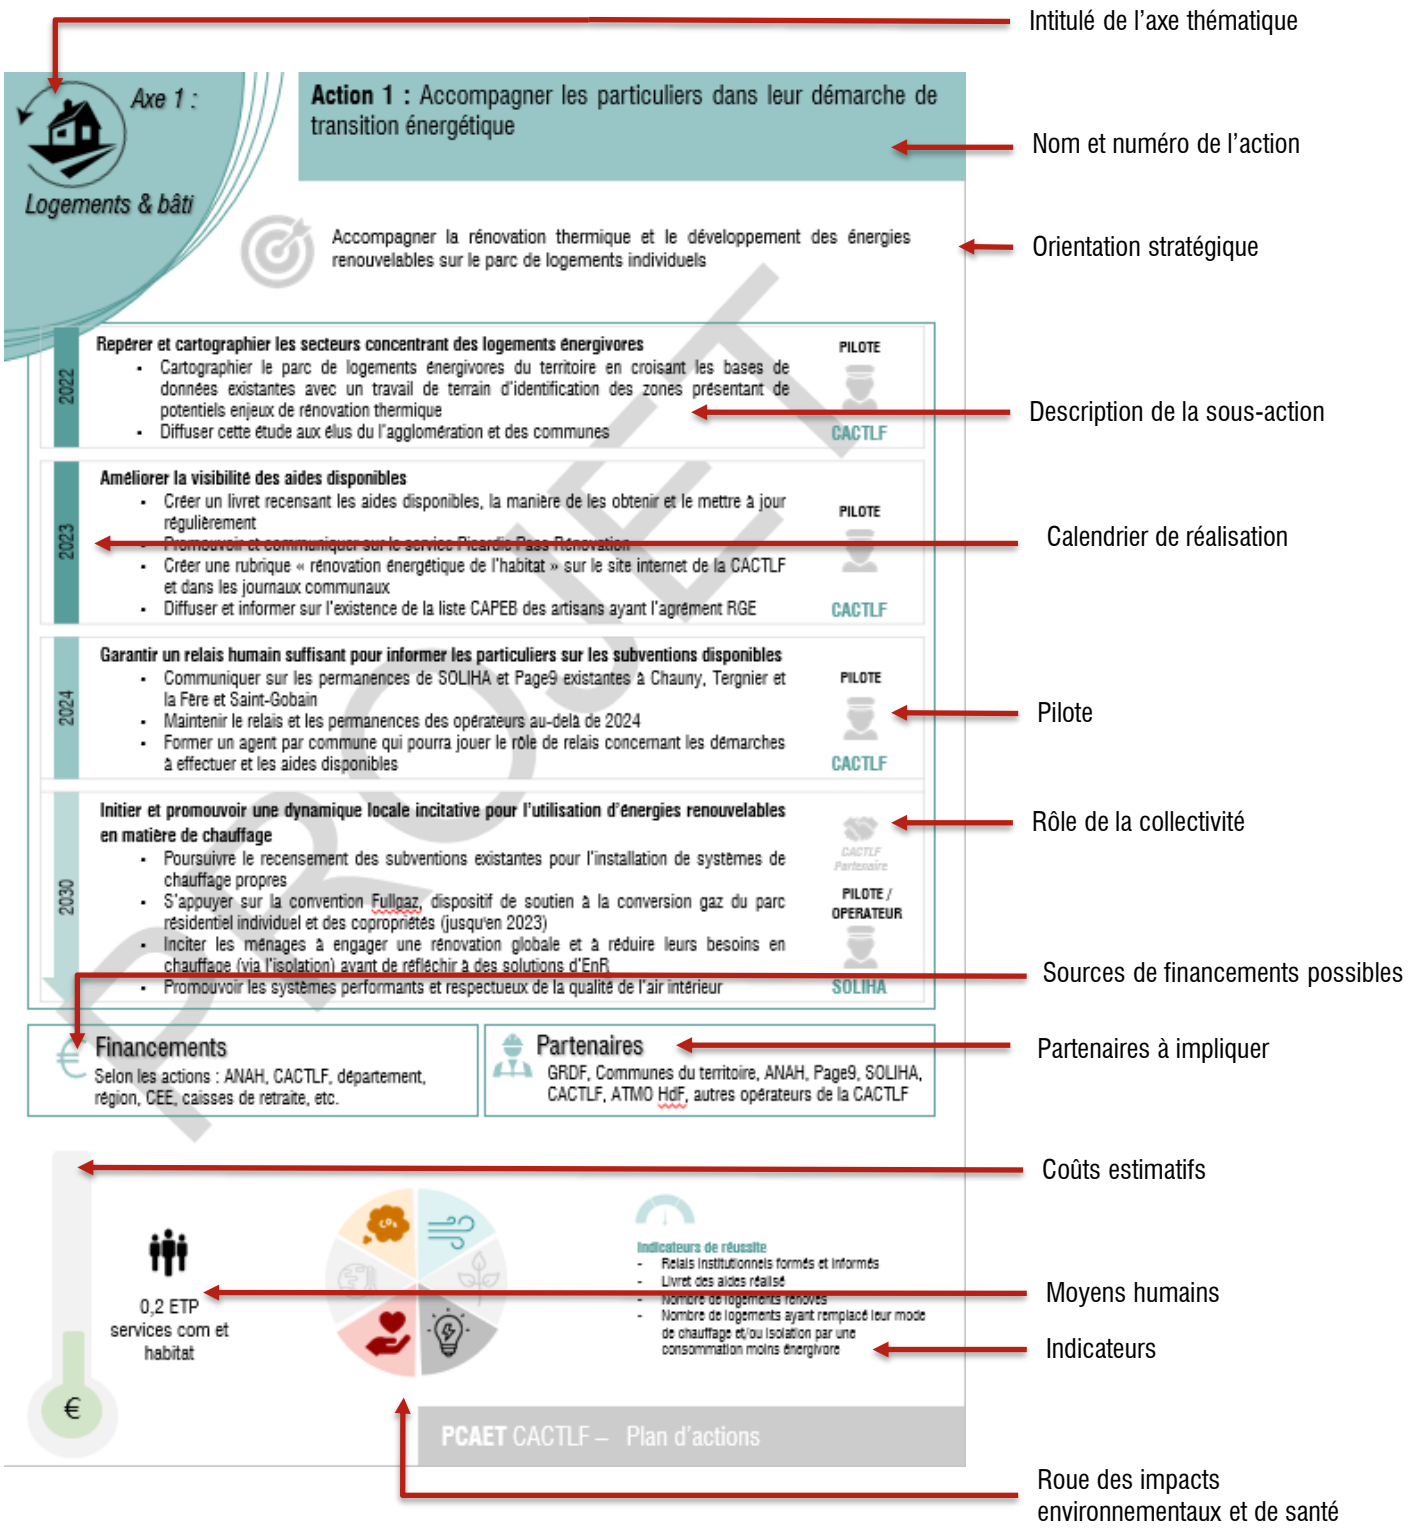 Intitulé de l'axe thématique
Axe 1 :
Logements & bâti
Action 1 : Accompagner les particuliers dans leur démarche de
transition énergétique
Nom et numéro de l'action
Accompagner la rénovation thermique et le développement des énergies
renouvelables sur le parc de logements individuels
Orientation stratégique
2022
Repérer et cartographier les secteurs concentrant des logements énergivores
- Cartographier le parc de logements énergivores du territoire en croisant les bases de
données existantes avec un travail de terrain d'identification des zones présentant de
potentiels enjeux de rénovation thermique
- Diffuser cette étude aux élus du l'agglomération et des communes
PILOTE
CACTLF
Description de la sous-action
2023
Améliorer la visibilité des aides disponibles
- Créer un livret recensant les aides disponibles, la manière de les obtenir et le mettre à jour
régulièrement
- Promouvoir et communiquer sur le service Picardie Pass Rénovation
- Créer une rubrique « rénovation énergétique de l'habitat » sur le site internet de la CACTLF
et dans les journaux communaux
- Diffuser et informer sur l'existence de la liste CAPEB des artisans ayant l'agrément RGE
PILOTE
CACTLF
Calendrier de réalisation
2024
Garantir un relais humain suffisant pour informer les particuliers sur les subventions disponibles
- Communiquer sur les permanences de SOLIHA et Page9 existantes à Chauny, Tergnier et
la Fère et Saint-Gobain
- Maintenir le relais et les permanences des opérateurs au-delà de 2024
- Former un agent par commune qui pourra jouer le rôle de relais concernant les démarches
à effectuer et les aides disponibles
PILOTE
CACTLF
Pilote
2030
Initier et promouvoir une dynamique locale incitative pour l'utilisation d'énergies renouvelables
en matière de chauffage
- Poursuivre le recensement des subventions existantes pour l'installation de systèmes de
chauffage propres
- S'appuyer sur la convention Fullgaz, dispositif de soutien à la conversion gaz du parc
résidentiel individuel et des copropriétés (jusqu'en 2023)
- Inciter les ménages à engager une rénovation globale et à réduire leurs besoins en
chauffage (via l'isolation) avant de réfléchir à des solutions d'EnR
- Promouvoir les systèmes performants et respectueux de la qualité de l'air intérieur
CACTLF
Partenaire
PILOTE /
OPERATEUR
SOLIHA
Rôle de la collectivité
Sources de financements possibles
PROJET
€ Financements
Selon les actions : ANAH, CACTLF, département,
région, CEE, caisses de retraite, etc.
Partenaires
GRDF, Communes du territoire, ANAH, Page9, SOLIHA,
CACTLF, ATMO HdF, autres opérateurs de la CACTLF
Partenaires à impliquer
Coûts estimatifs
€
0,2 ETP
services com et
habitat
CO₂
Indicateurs de réussite
- Relais institutionnels formés et informés
- Livret des aides réalisé
- Nombre de logements rénovés
- Nombre de logements ayant remplacé leur mode
de chauffage et/ou isolation par une
consommation moins énergivore
Moyens humains
Indicateurs
PCAET CACTLF – Plan d'actions
Roue des impacts
environnementaux et de santé